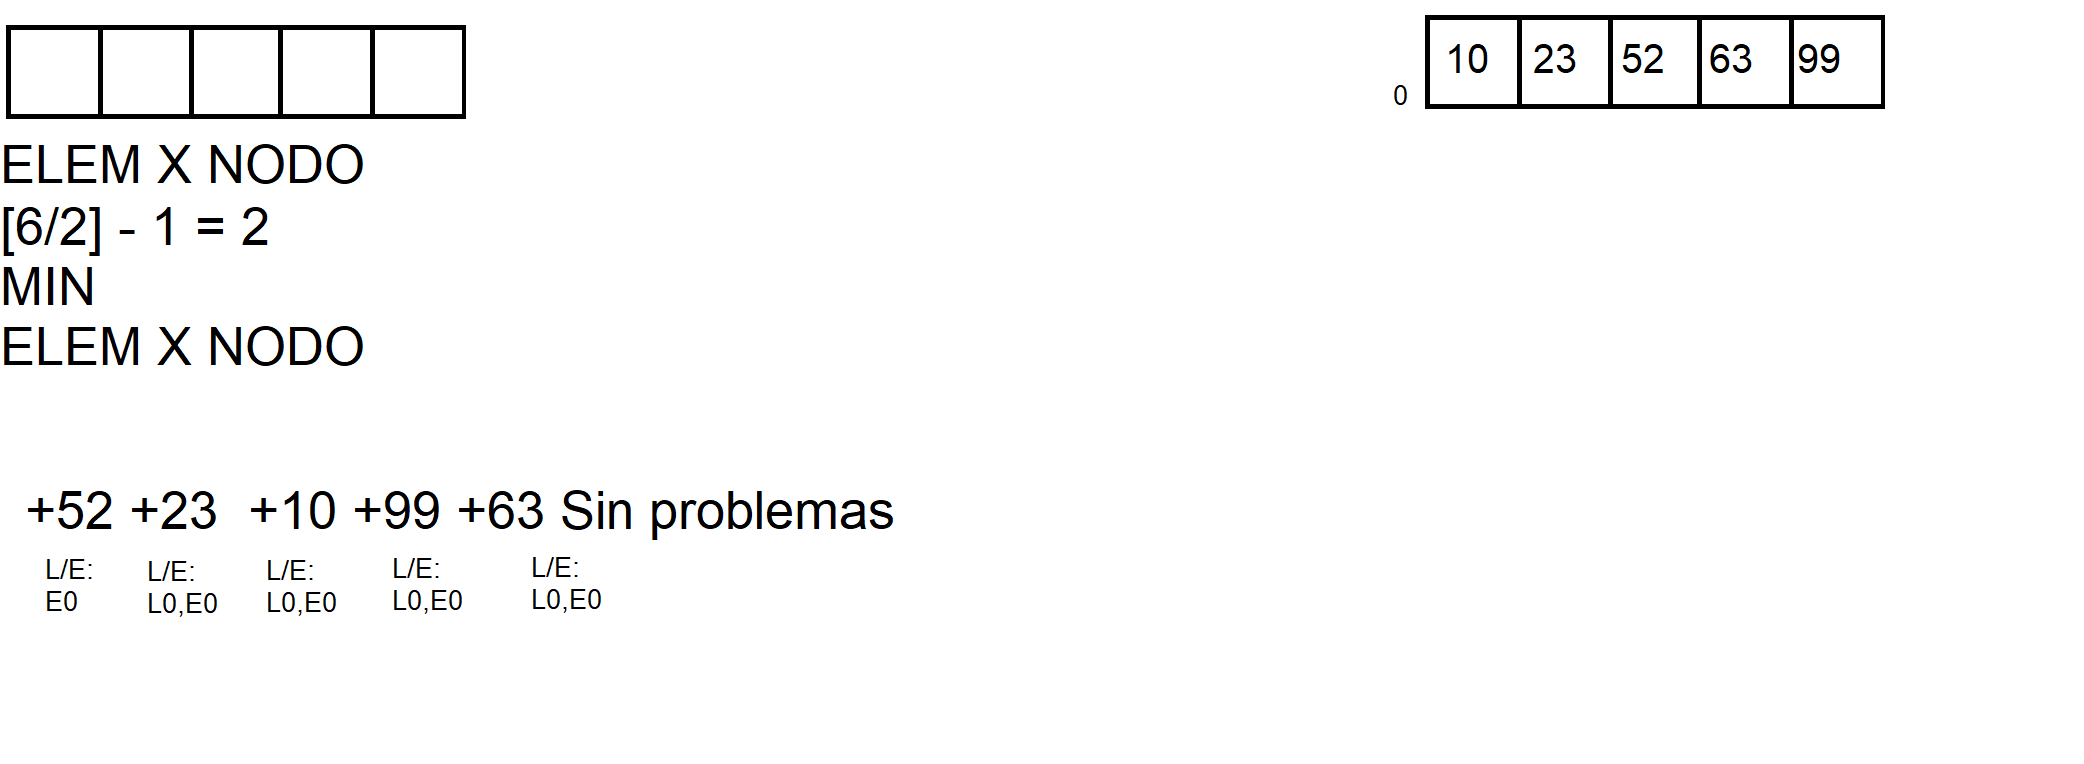 10 23 52 63 99
0
ELEM X NODO
[6/2] - 1 = 2
MIN
ELEM X NODO
+52 +23 +10 +99 +63 Sin problemas
L/E: L/E: L/E: L/E: L/E:
E0 L0,E0 L0,E0 L0,E0 L0,E0